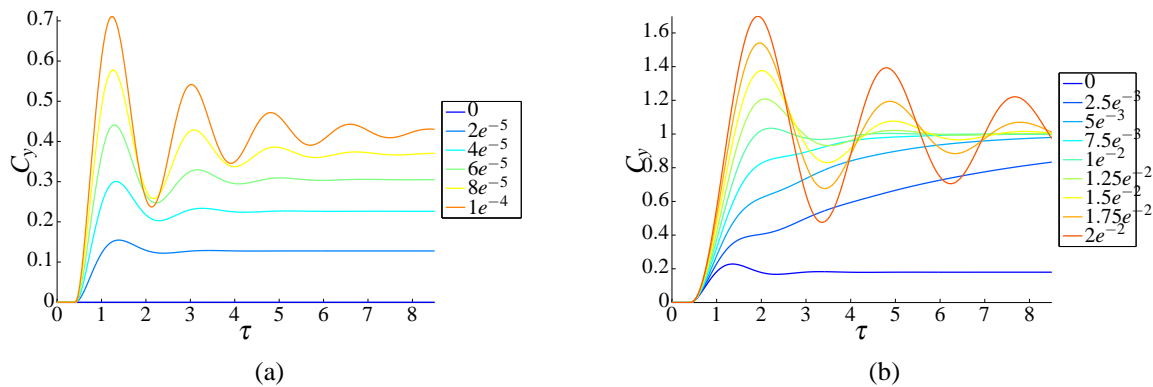 0.7
0.6
0.5
0.4
0.3
0.2
0.1
0
C_y
0 1 2 3 4 5 6 7 8
τ
0
2e^{-5}
4e^{-5}
6e^{-5}
8e^{-5}
1e^{-4}
(a)
1.6
1.4
1.2
1
0.8
0.6
0.4
0.2
0
C_y
0 1 2 3 4 5 6 7 8
τ
0
2.5e^{-3}
5e^{-3}
7.5e^{-3}
1e^{-2}
1.25e^{-2}
1.5e^{-2}
1.75e^{-2}
2e^{-2}
(b)